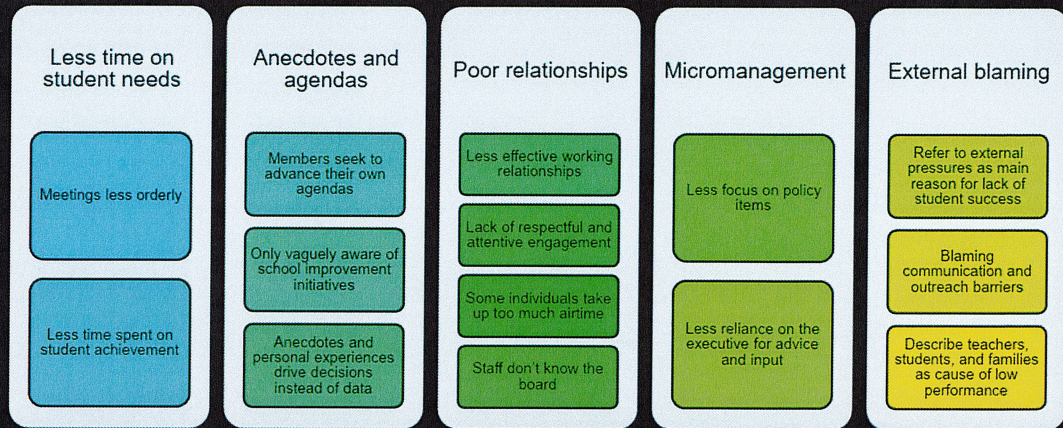 Less time on
student needs
Meetings less orderly
Less time spent on
student achievement
Anecdotes and
agendas
Members seek to
advance their own
agendas
Only vaguely aware of
school improvement
initiatives
Anecdotes and
personal experiences
drive decisions
instead of data
Poor relationships
Less effective working
relationships
Lack of respectful and
attentive engagement
Some individuals take
up too much airtime
Staff don't know the
board
Micromanagement
Less focus on policy
items
Less reliance on the
executive for advice
and input
External blaming
Refer to external
pressures as main
reason for lack of
student success
Blaming
communication and
outreach barriers
Describe teachers,
students, and families
as cause of low
performance